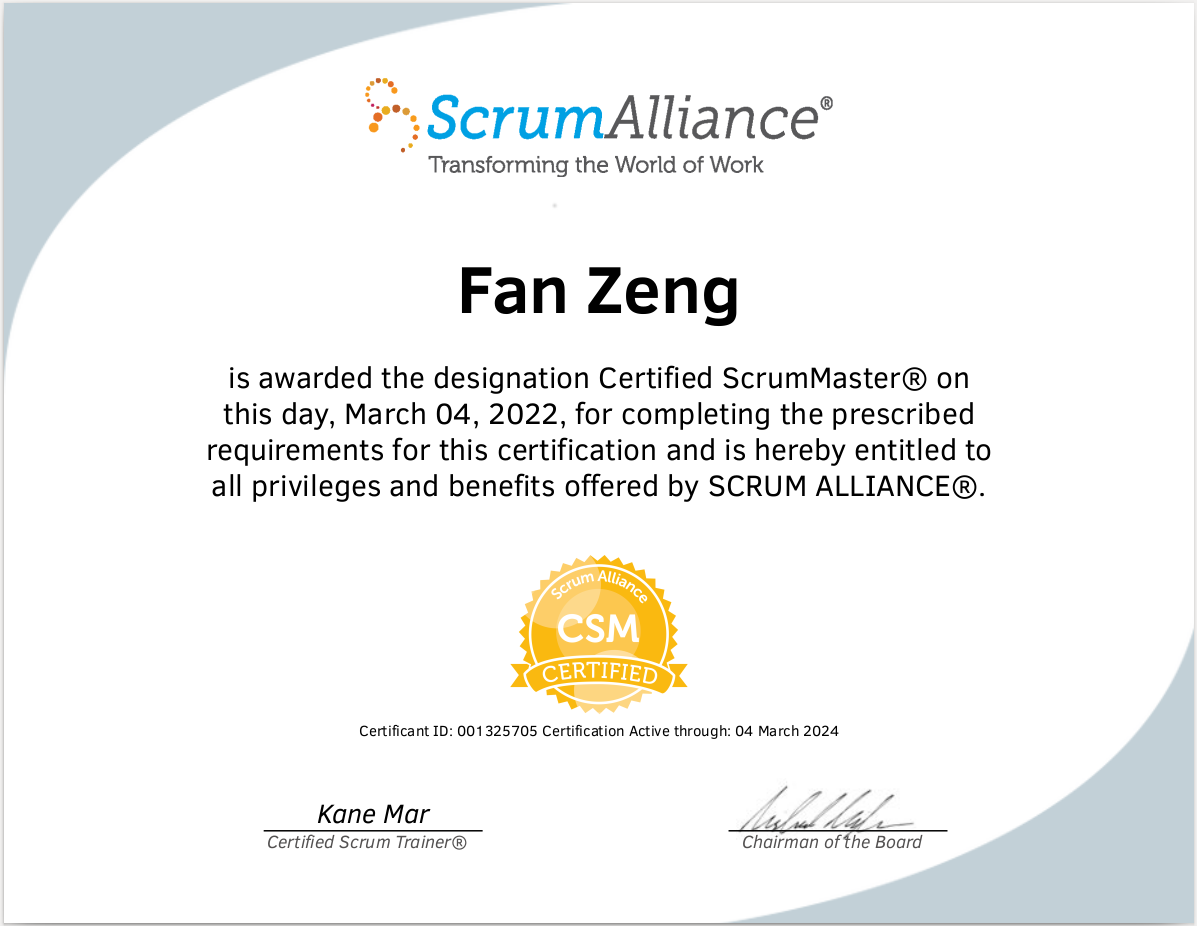 ScrumAlliance®
Transforming the World of Work
Fan Zeng
is awarded the designation Certified ScrumMaster® on
this day, March 04, 2022, for completing the prescribed
requirements for this certification and is hereby entitled to
all privileges and benefits offered by SCRUM ALLIANCE®.
Scrum Alliance
CSM
CERTIFIED
Certificant ID: 001325705 Certification Active through: 04 March 2024
Kane Mar
Certified Scrum Trainer®
Chairman of the Board